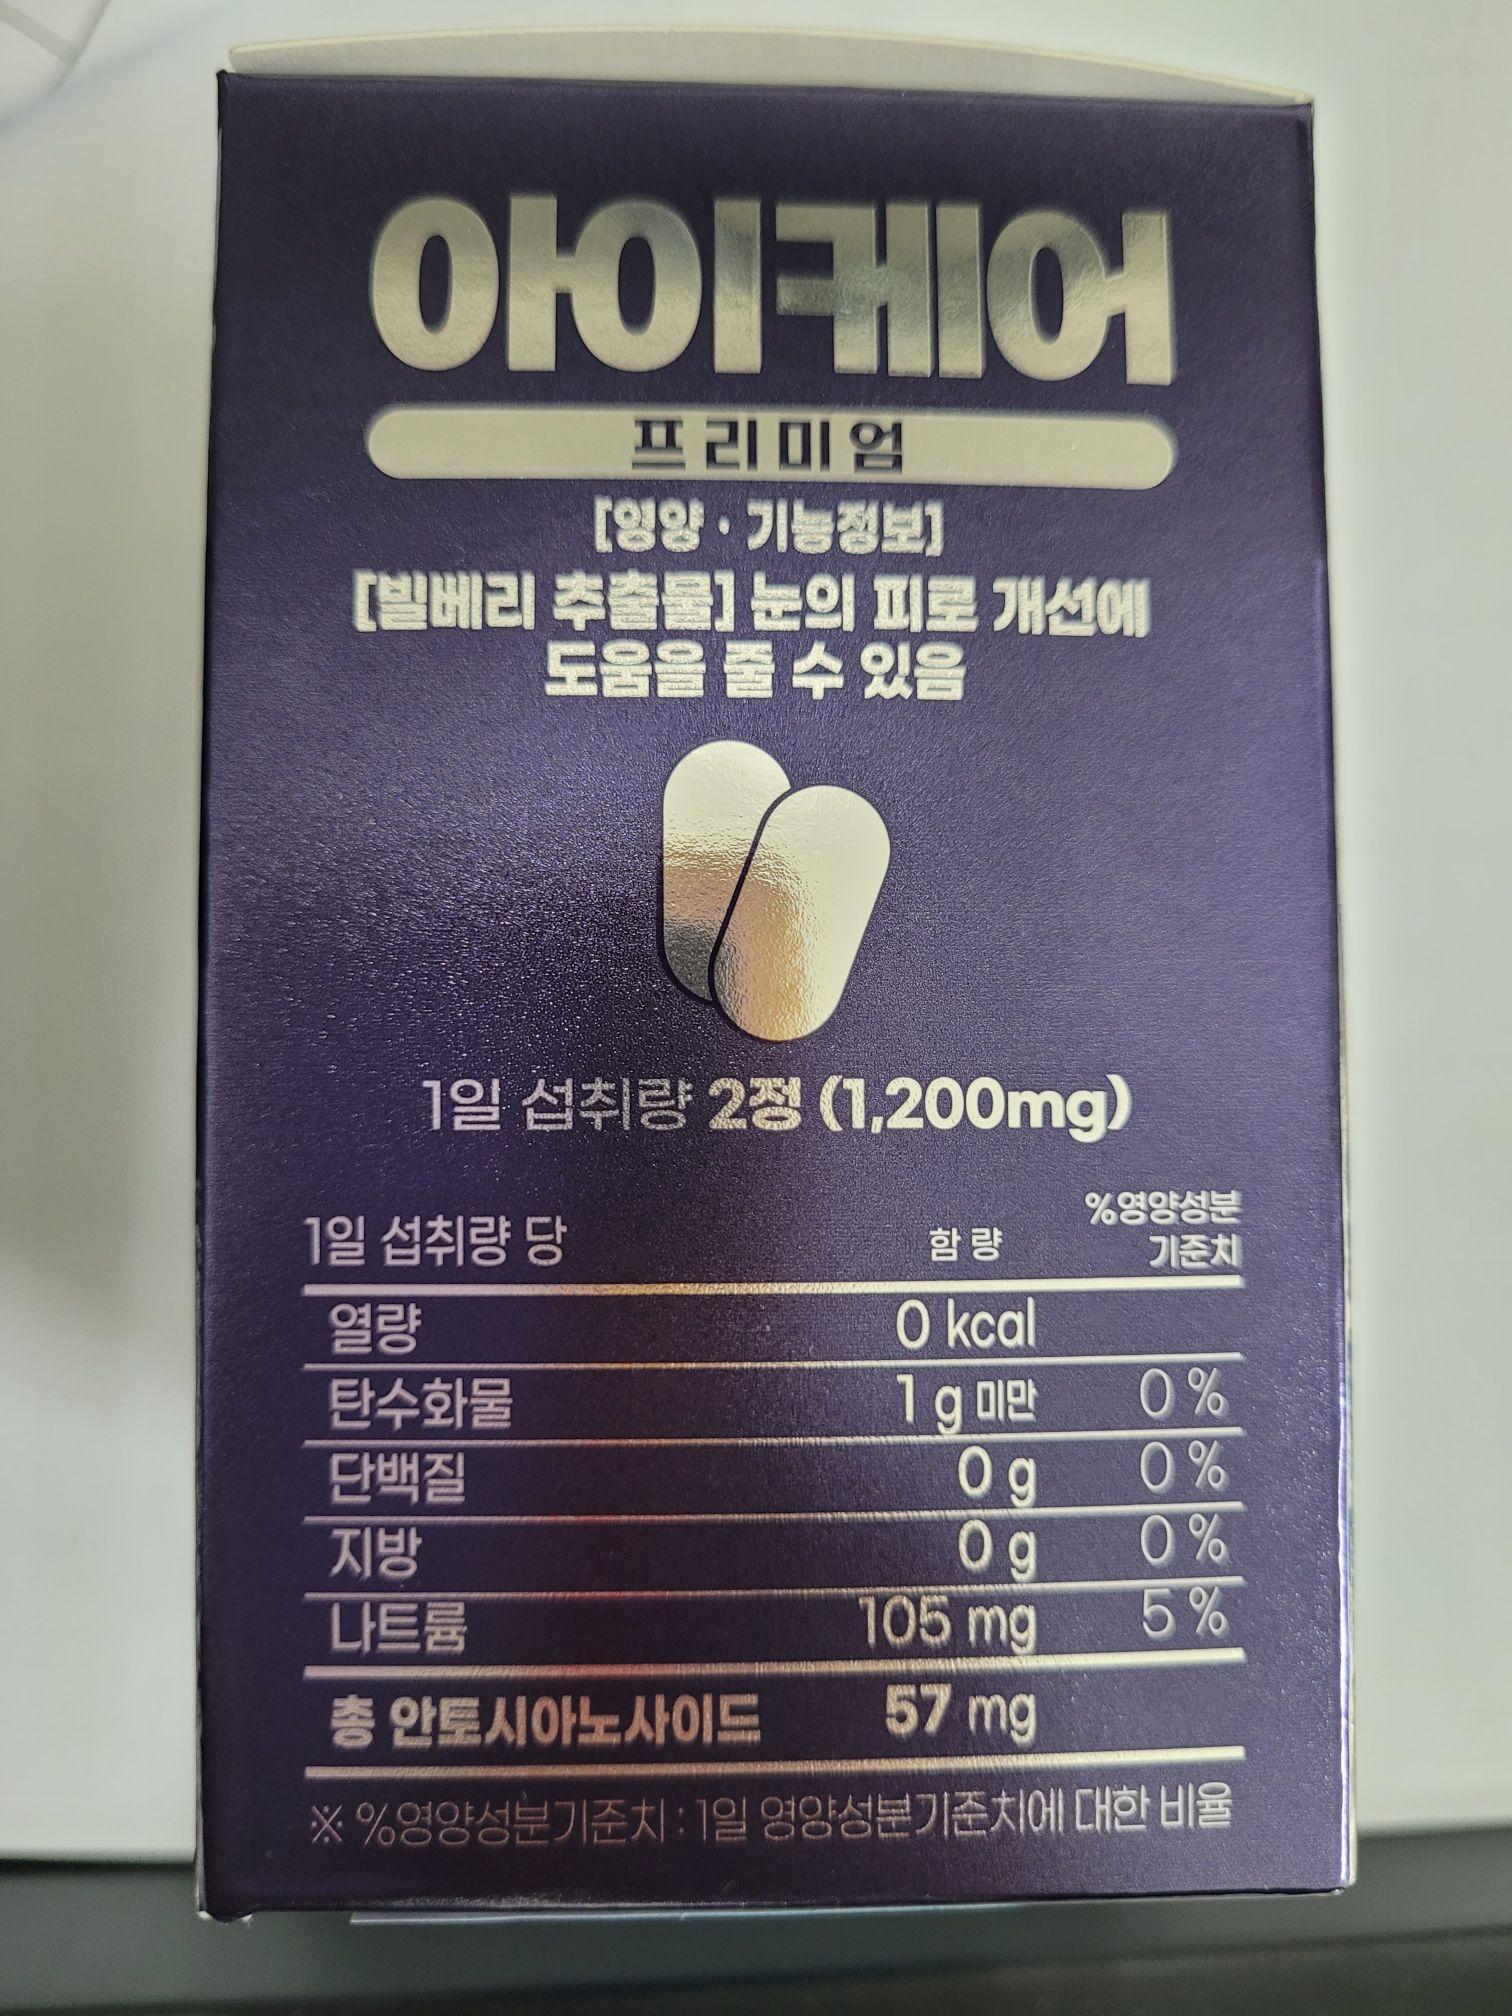 아이케어
프리미엄
[영양·기능정보]
[빌베리 추출물] 눈의 피로 개선에
도움을 줄 수 있음
1일 섭취량 2정 (1,200mg)
1일 섭취량 당 함량 %영양성분
기준치
열량 0 kcal
탄수화물 1 g 미만 0 %
단백질 0 g 0 %
지방 0 g 0 %
나트륨 105 mg 5 %
총 안토시아노사이드 57 mg
※ %영양성분기준치 : 1일 영양성분기준치에 대한 비율